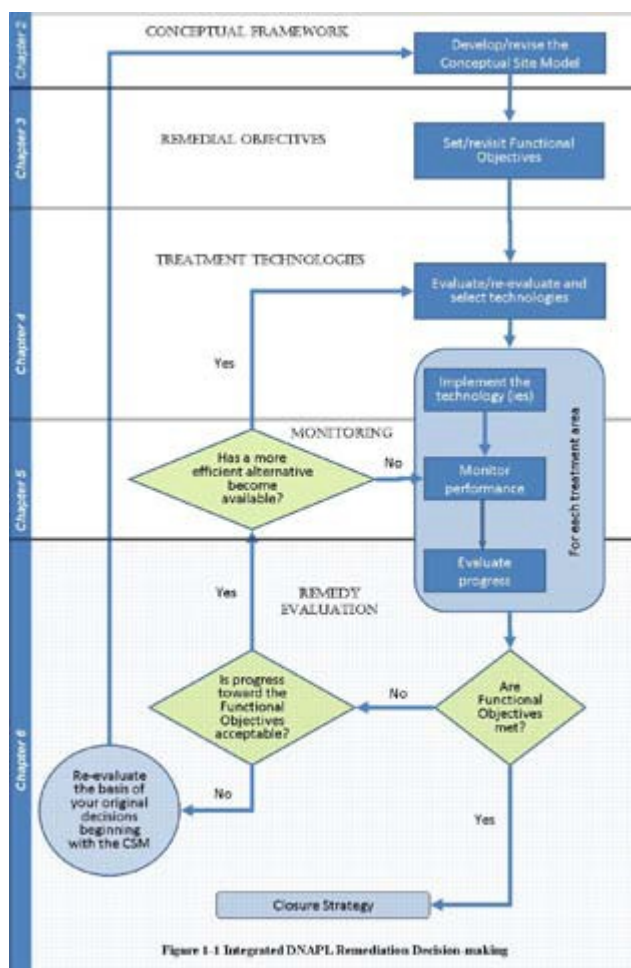 Chapter 2
CONCEPTUAL FRAMEWORK
Develop/revise the
Conceptual Site Model
Chapter 3
REMEDIAL OBJECTIVES
Set/revisit Functional
Objectives
Chapter 4
TREATMENT TECHNOLOGIES
Evaluate/re-evaluate and
select technologies
Yes
Implement the
technology (ies)
For each treatment area
Chapter 5
MONITORING
Has a more
efficient alternative
become
available?
No
Monitor
performance
Evaluate
progress
Chapter 6
Yes
REMEDY
EVALUATION
Is progress
toward the
Functional
Objectives
acceptable?
No
Are
Functional
Objectives
met?
Re-evaluate
the basis of
your original
decisions
beginning
with the CSM
No
Yes
Closure Strategy
Figure 1-1 Integrated DNAPL Remediation Decision-making